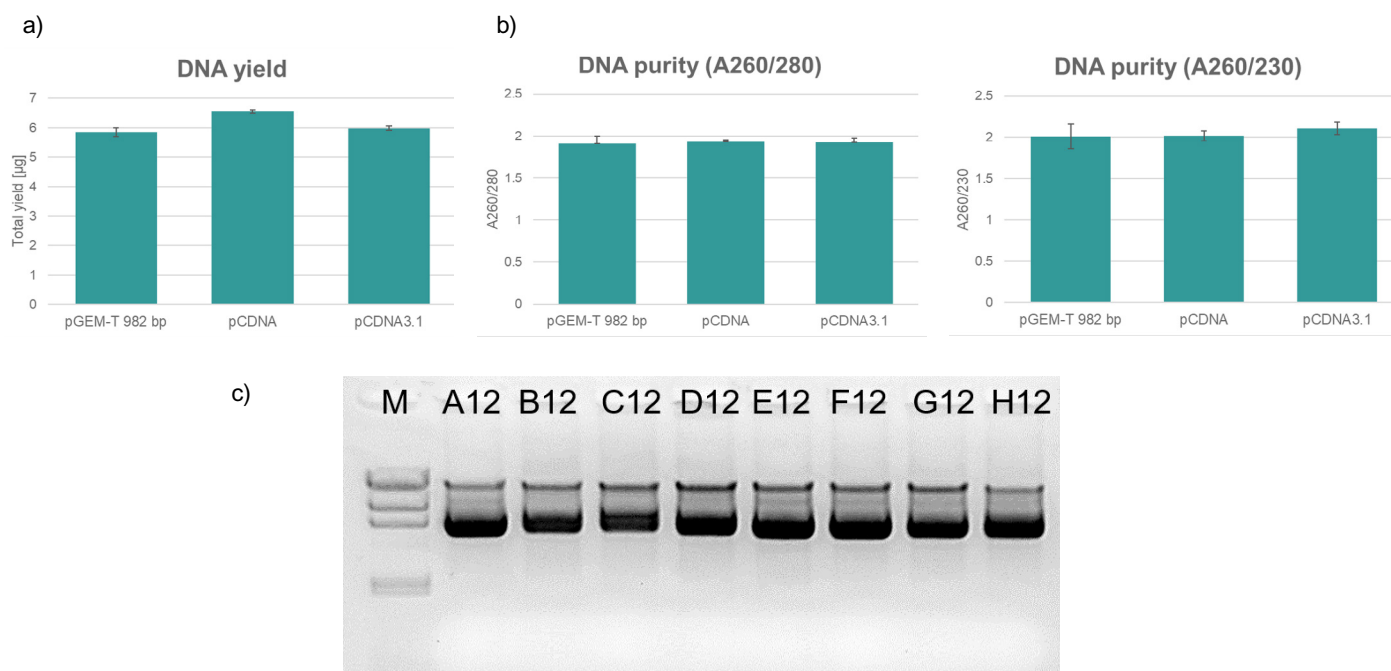 a)
DNA yield
Total yield [µg]
7
6
5
4
3
2
1
0
pGEM-T 982 bp pCDNA pCDNA3.1
b)
DNA purity (A260/280)
A260/280
2.5
2
1.5
1
0.5
0
pGEM-T 982 bp pCDNA pCDNA3.1
DNA purity (A260/230)
A260/230
2.5
2
1.5
1
0.5
0
pGEM-T 982 bp pCDNA pCDNA3.1
c)
M A12 B12 C12 D12 E12 F12 G12 H12